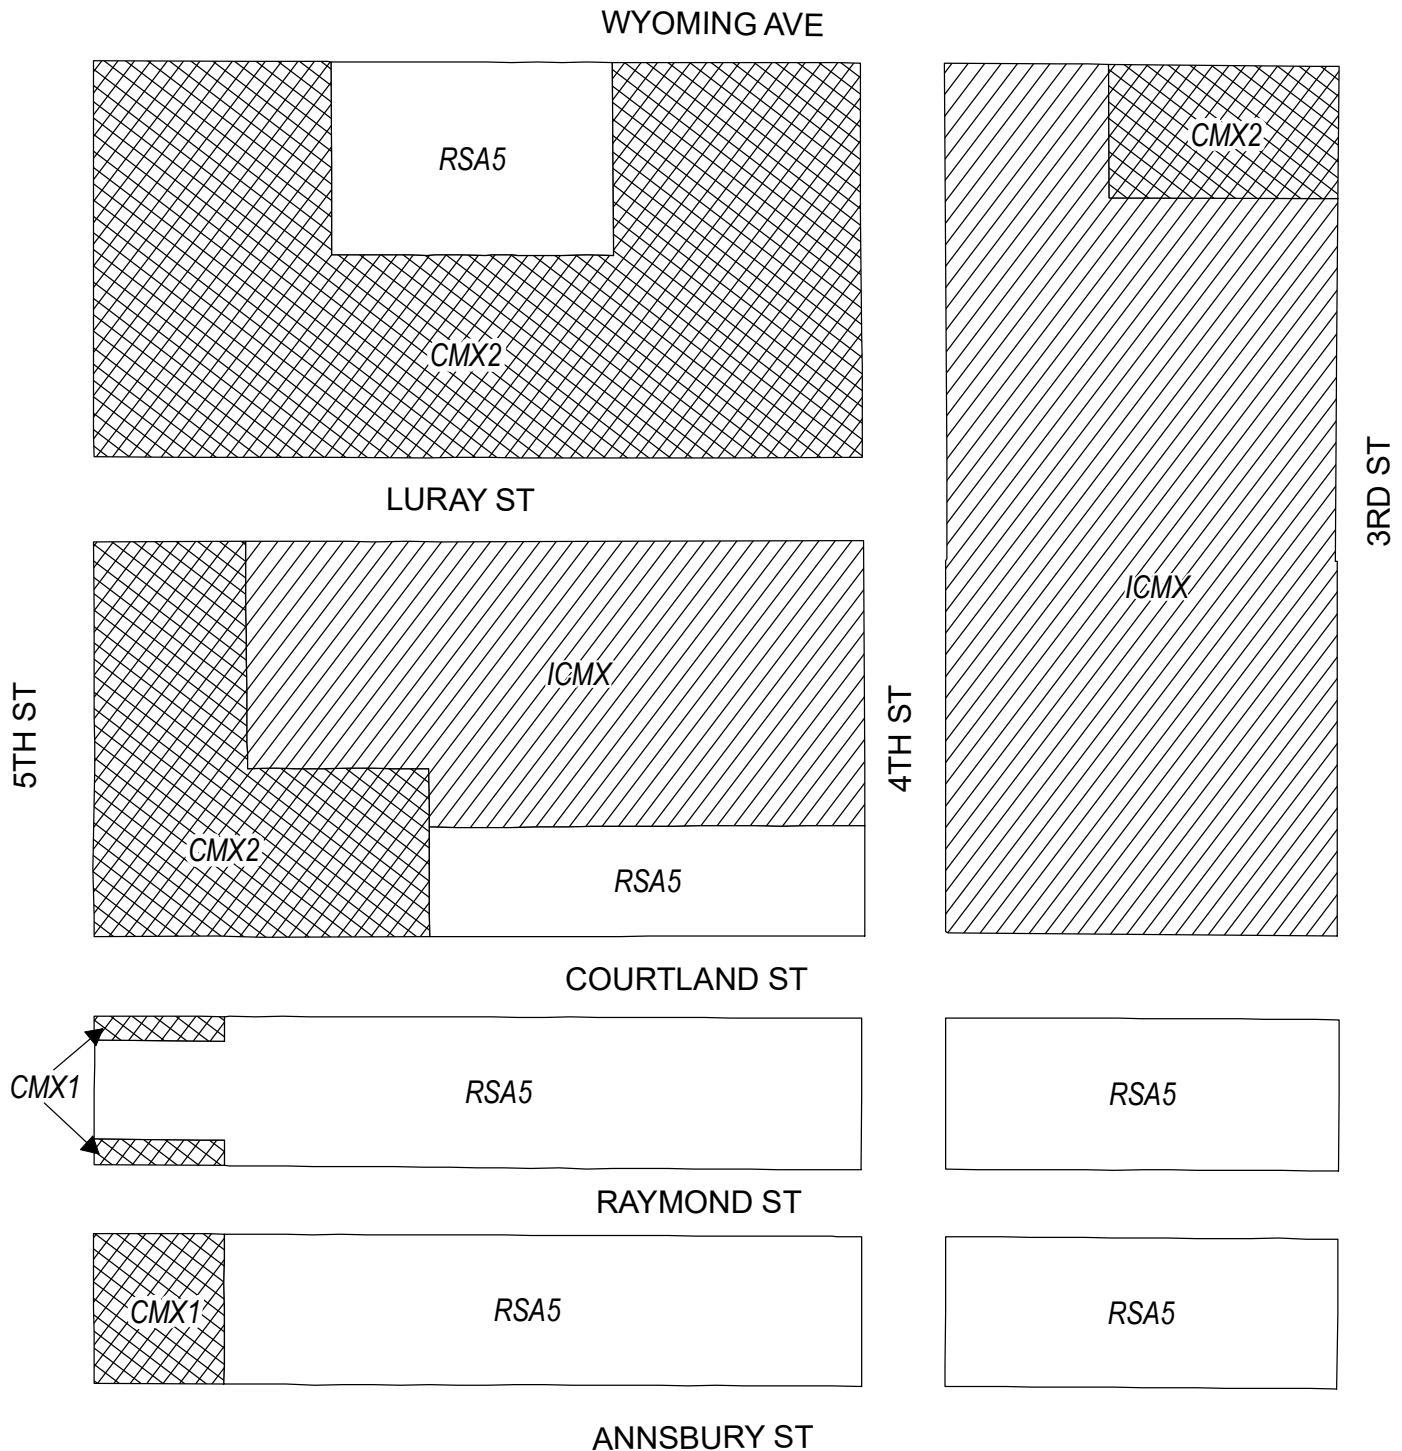 WYOMING AVE
RSA5
CMX2
CMX2
LURAY ST
3RD ST
ICMX
ICMX
5TH ST
4TH ST
CMX2
RSA5
COURTLAND ST
CMX1
RSA5
RSA5
RAYMOND ST
CMX1
RSA5
RSA5
ANNSBURY ST